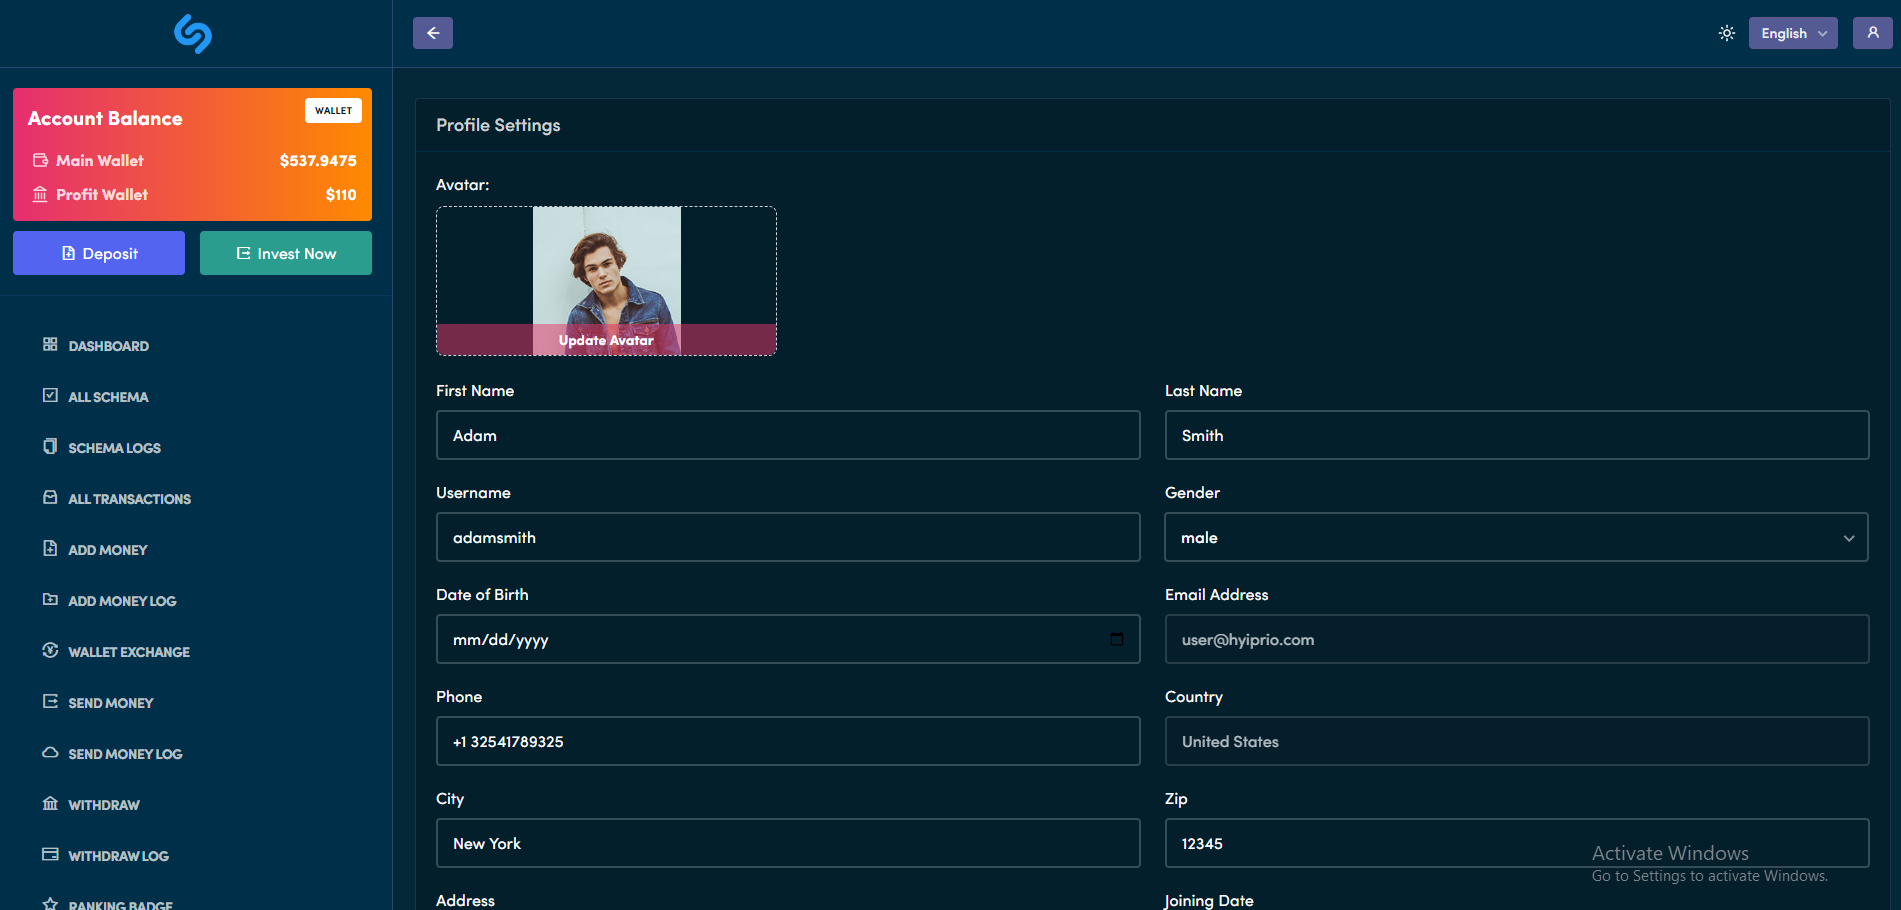 English
Account Balance
WALLET
Main Wallet $537.9475
Profit Wallet $110
Deposit
Invest Now
DASHBOARD
ALL SCHEMA
SCHEMA LOGS
ALL TRANSACTIONS
ADD MONEY
ADD MONEY LOG
WALLET EXCHANGE
SEND MONEY
SEND MONEY LOG
WITHDRAW
WITHDRAW LOG
RANKING BADGE
Profile Settings
Avatar:
Update Avatar
First Name
Adam
Last Name
Smith
Username
adamsmith
Gender
male
Date of Birth
mm/dd/yyyy
Email Address
user@hyiprio.com
Phone
+1 32541789325
Country
United States
City
New York
Zip
12345
Address
Joining Date
Activate Windows
Go to Settings to activate Windows.